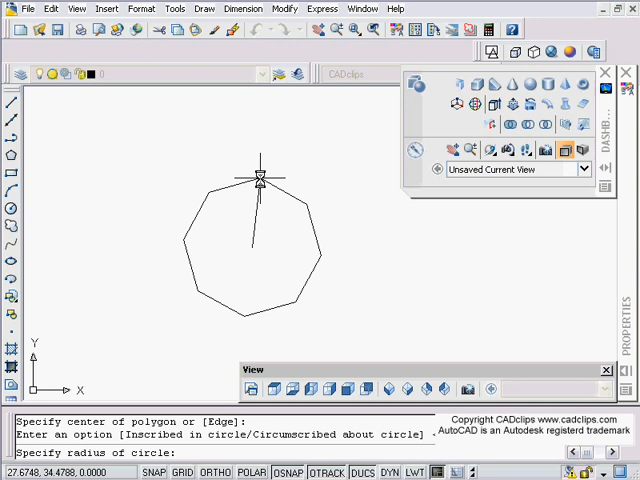 File Edit View Insert Format Tools Draw Dimension Modify Express Window Help
CADclips
DASHB...
Unsaved Current View
PROPERTIES
Y
X
View
Specify center of polygon or [Edge]:
Enter an option [Inscribed in circle/Circumscribed about circle] <
Specify radius of circle:
Copyright CADclips www.cadclips.com
AutoCAD is an Autodesk registerd trademark
27.6748, 34.4788, 0.0000 SNAP GRID ORTHO POLAR OSNAP OTRACK DUCS DYN LWT